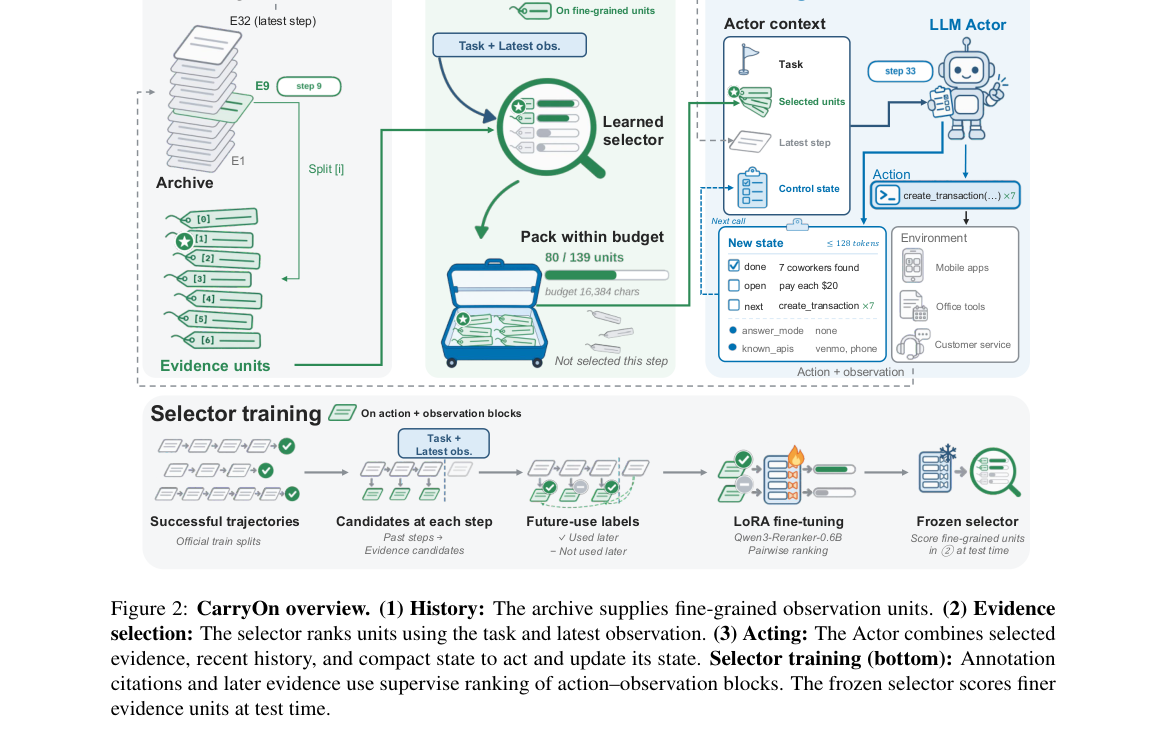 E32 (latest step)
E9
step 9
E1
Split [i]
Archive
[0]
[1]
[2]
[3]
[4]
[5]
[6]
Evidence units
On fine-grained units
Task + Latest obs.
Learned
selector
Pack within budget
80 / 139 units
budget 16,384 chars
Not selected this step
Actor context
LLM Actor
Task
step 33
Selected units
Latest step
Control state
Action
create_transaction(…) ×7
Next call
New state
≤ 128 tokens
done 7 coworkers found
open pay each $20
next create_transaction ×7
answer_mode none
known_apis venmo, phone
Environment
Mobile apps
Office tools
Customer service
Action + observation
Selector training
On action + observation blocks
Task +
Latest obs.
Successful trajectories
Official train splits
Candidates at each step
Past steps →
Evidence candidates
Future-use labels
✓ Used later
− Not used later
LoRA fine-tuning
Qwen3-Reranker-0.6B
Pairwise ranking
Frozen selector
Score fine-grained units
in ② at test time
Figure 2: CarryOn overview. (1) History: The archive supplies fine-grained observation units. (2) Evidence
selection: The selector ranks units using the task and latest observation. (3) Acting: The Actor combines selected
evidence, recent history, and compact state to act and update its state. Selector training (bottom): Annotation
citations and later evidence use supervise ranking of action–observation blocks. The frozen selector scores finer
evidence units at test time.